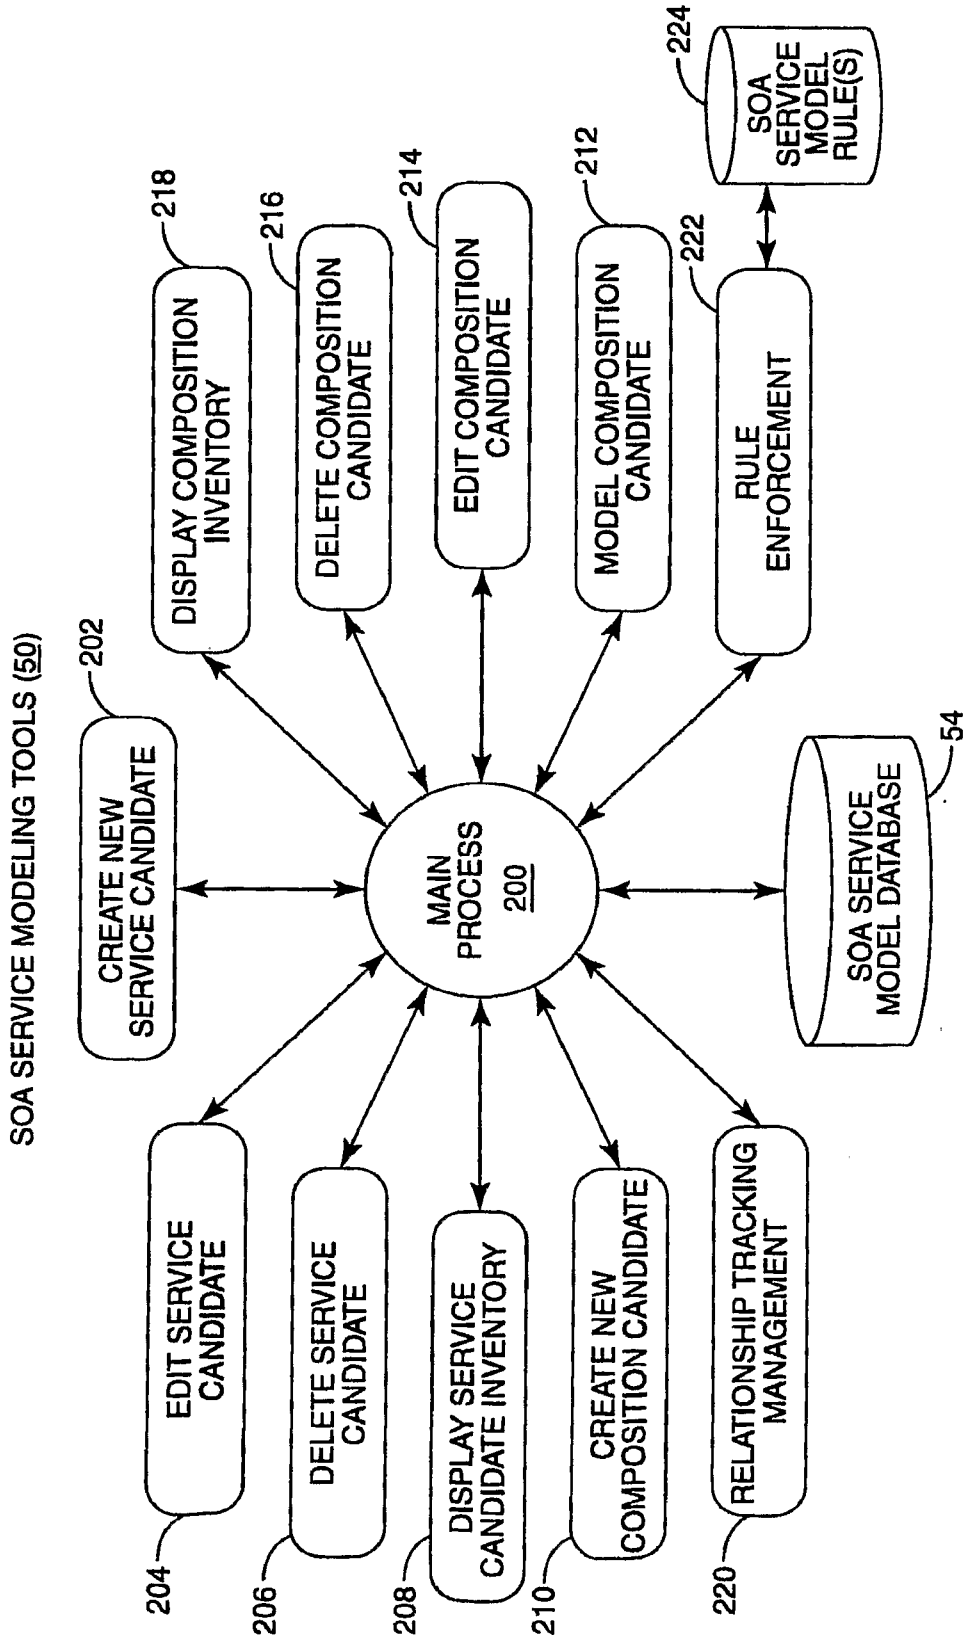 SOA SERVICE MODELING TOOLS (50)
CREATE NEW
SERVICE CANDIDATE
202
EDIT SERVICE
CANDIDATE
204
DELETE SERVICE
CANDIDATE
206
DISPLAY SERVICE
CANDIDATE INVENTORY
208
CREATE NEW
COMPOSITION CANDIDATE
210
RELATIONSHIP TRACKING
MANAGEMENT
220
MAIN
PROCESS
200
DISPLAY COMPOSITION
INVENTORY
218
DELETE COMPOSITION
CANDIDATE
216
EDIT COMPOSITION
CANDIDATE
214
MODEL COMPOSITION
CANDIDATE
212
RULE
ENFORCEMENT
222
SOA
SERVICE
MODEL
RULE(S)
224
SOA SERVICE
MODEL DATABASE
54